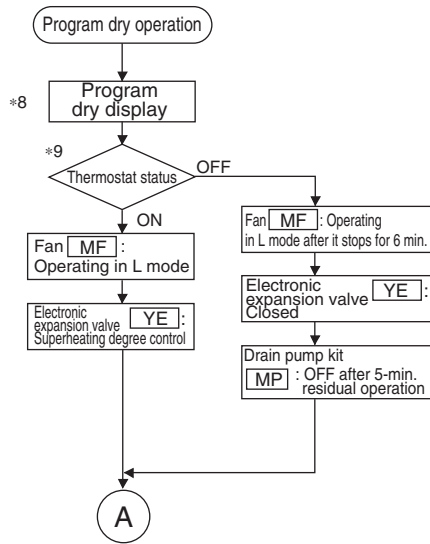 Program dry operation
*8
Program
dry display
*9
Thermostat status
OFF
ON
Fan MF :
Operating in L mode
Electronic
expansion valve YE :
Superheating degree control
Fan MF : Operating
in L mode after it stops for 6 min.
Electronic
expansion valve YE :
Closed
Drain pump kit
MP : OFF after 5-min.
residual operation
A